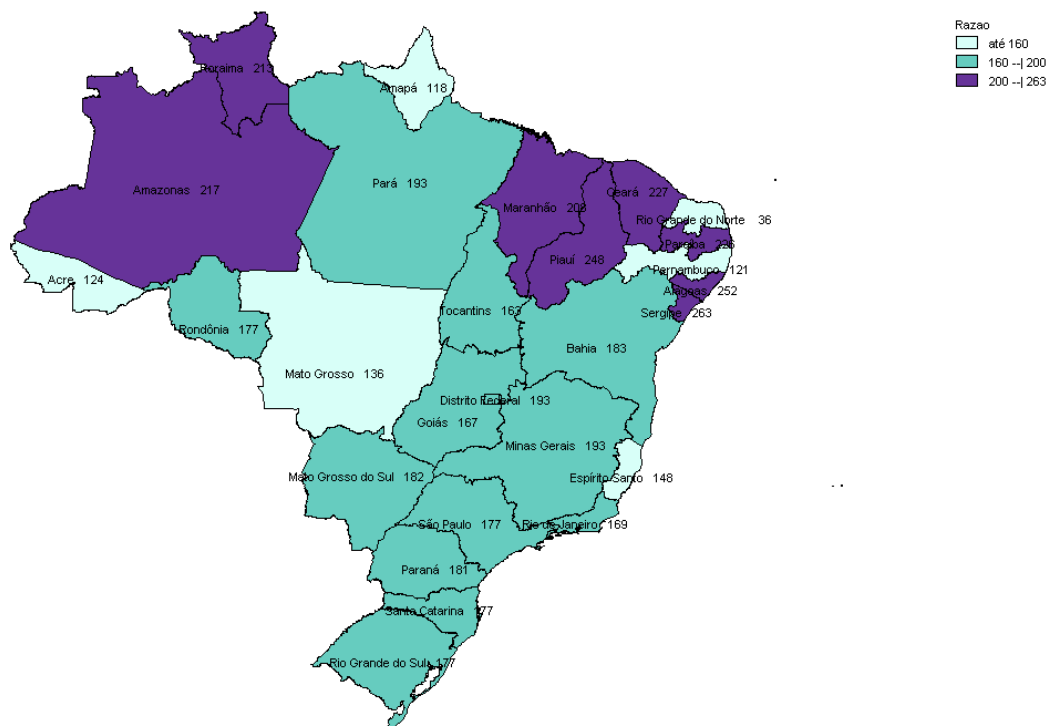 Razao
até 160
160 --| 200
200 --| 263
Roraima 213
Amapá 118
Amazonas 217
Pará 193
Maranhão
Ceará 227
Rio Grande do Norte 36
Paraíba
Piauí 248
Pernambuco 121
Acre 124
Alagoas 252
Tocantins 163
Sergipe 263
Rondônia 177
Bahia 183
Mato Grosso 136
Distrito Federal 193
Goiás 167
Minas Gerais 193
Mato Grosso do Sul 182
Espírito Santo 148
São Paulo 177
Rio de Janeiro 169
Paraná 181
Santa Catarina 177
Rio Grande do Sul 177